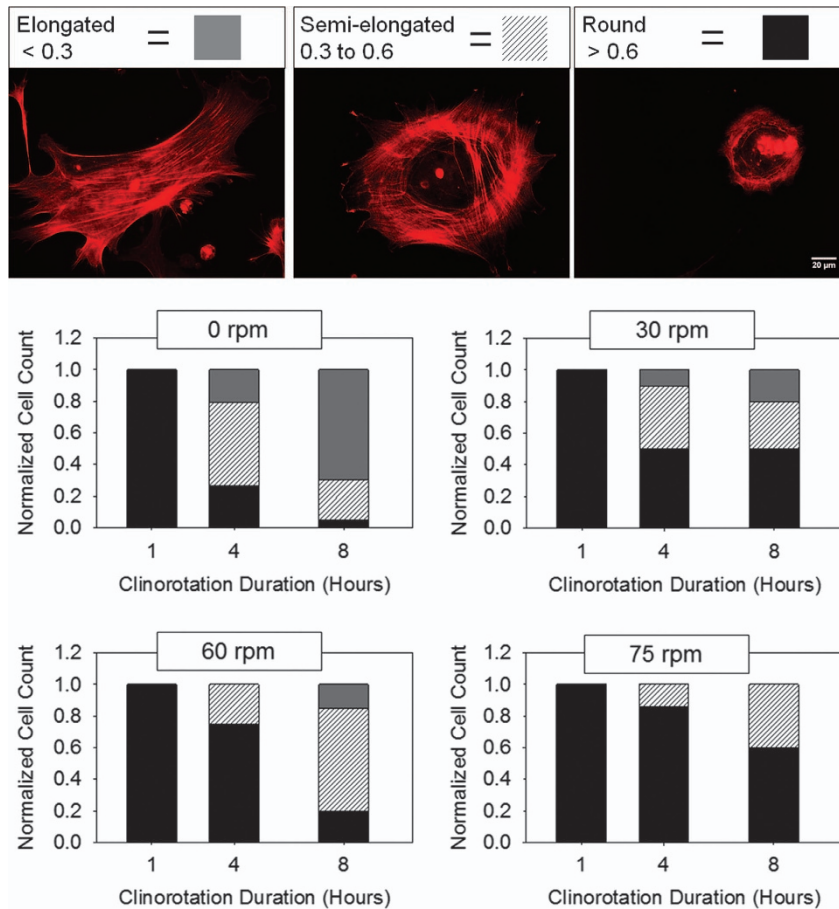 Elongated
< 0.3
=
Semi-elongated
0.3 to 0.6
=
Round
> 0.6
=
20 µm
0 rpm
Normalized Cell Count
1.2
1.0
0.8
0.6
0.4
0.2
0.0
1 4 8
Clinorotation Duration (Hours)
30 rpm
Normalized Cell Count
1.2
1.0
0.8
0.6
0.4
0.2
0.0
1 4 8
Clinorotation Duration (Hours)
60 rpm
Normalized Cell Count
1.2
1.0
0.8
0.6
0.4
0.2
0.0
1 4 8
Clinorotation Duration (Hours)
75 rpm
Normalized Cell Count
1.2
1.0
0.8
0.6
0.4
0.2
0.0
1 4 8
Clinorotation Duration (Hours)